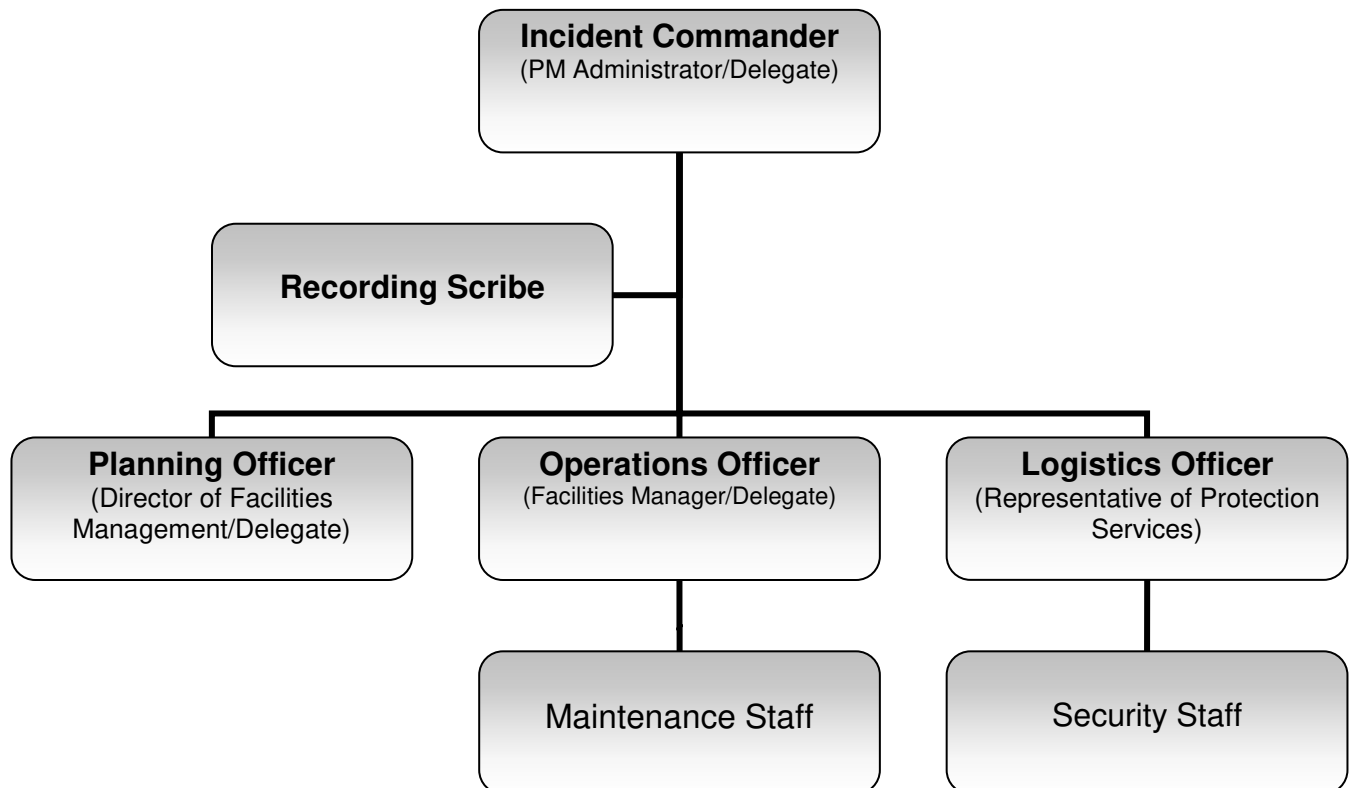 Incident Commander
(PM Administrator/Delegate)
Recording Scribe
Planning Officer
(Director of Facilities
Management/Delegate)
Operations Officer
(Facilities Manager/Delegate)
Logistics Officer
(Representative of Protection
Services)
Maintenance Staff
Security Staff